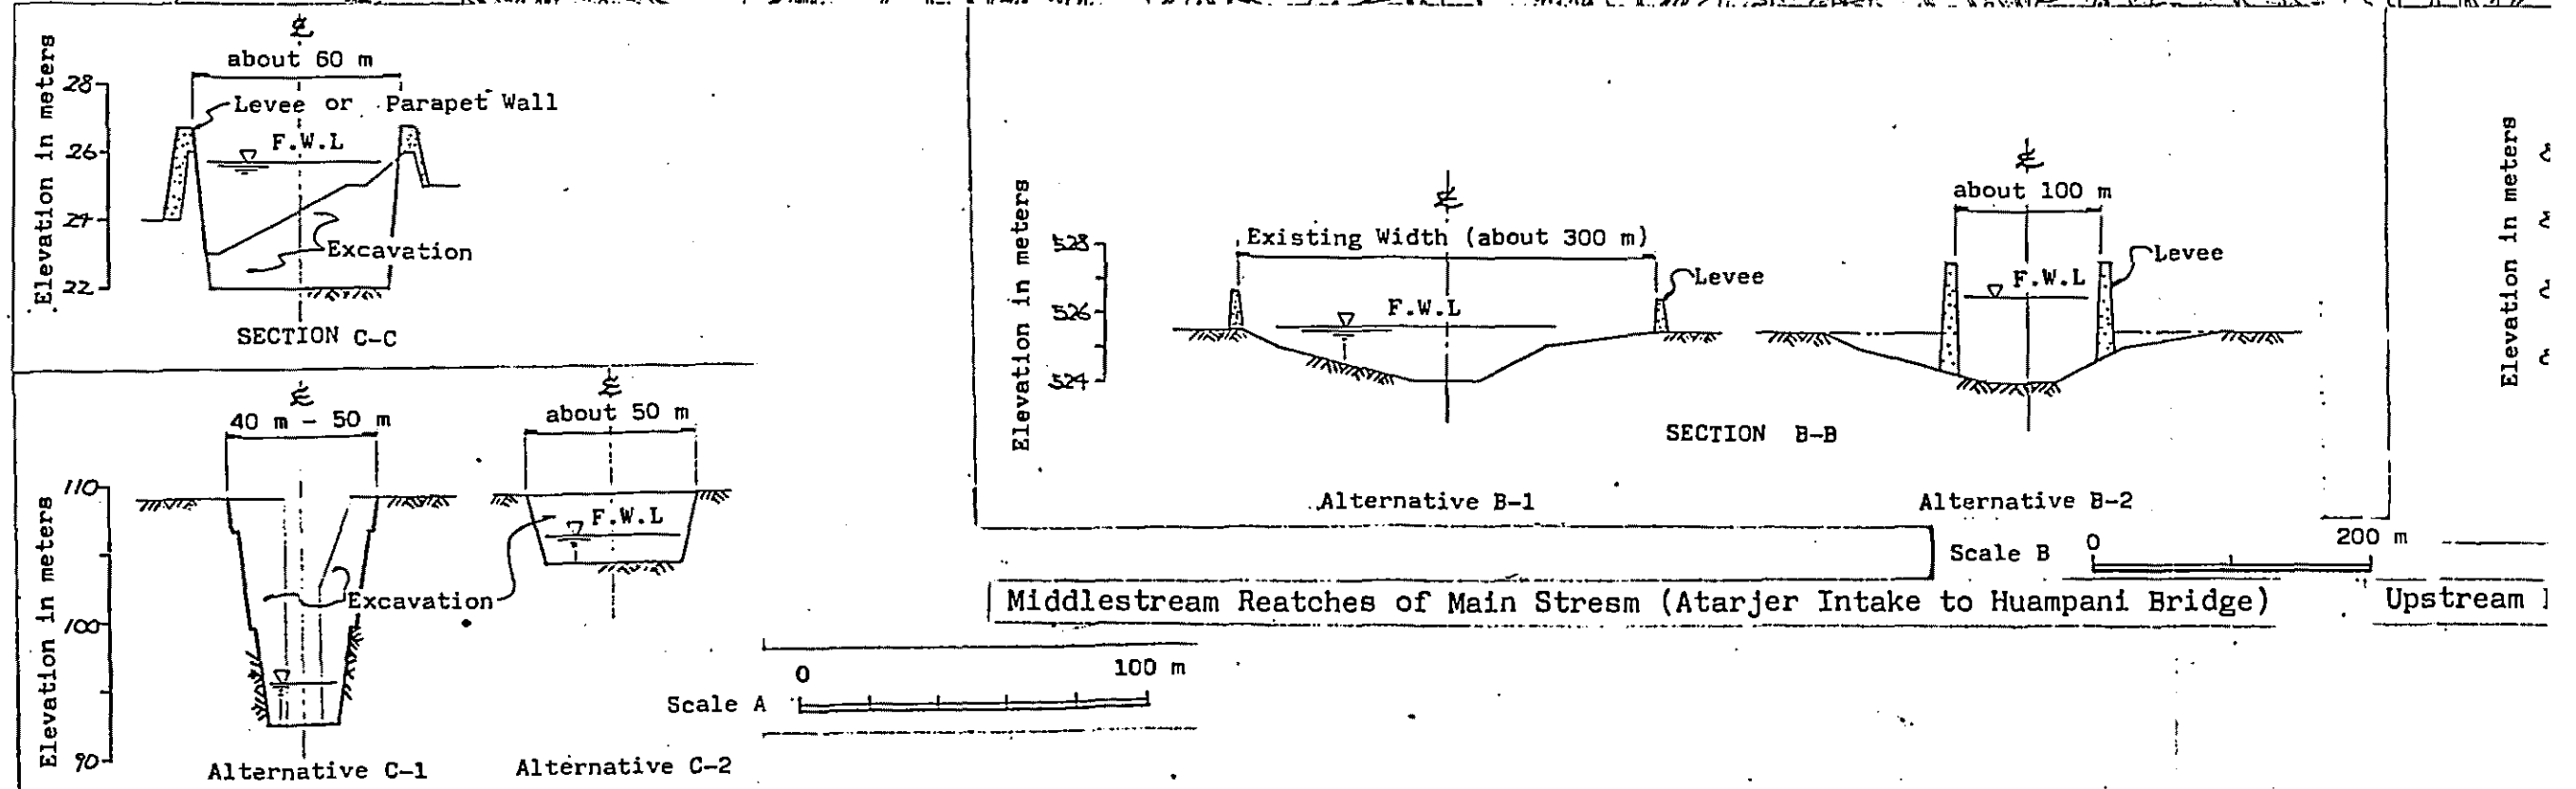 about 60 m
Elevation in meters
28
26
24
22
Levee or Parapet Wall
F.W.L
Excavation
SECTION C-C
40 m - 50 m
about 50 m
Elevation in meters
110
100
90
F.W.L
Excavation
Alternative C-1
Alternative C-2
Scale A
0
100 m
Elevation in meters
528
526
524
Existing Width (about 300 m)
Levee
F.W.L
about 100 m
Levee
F.W.L
SECTION B-B
Alternative B-1
Alternative B-2
Scale B
0
200 m
Middlestream Reatches of Main Stresm (Atarjer Intake to Huampani Bridge)
Elevation in meters
Upstream